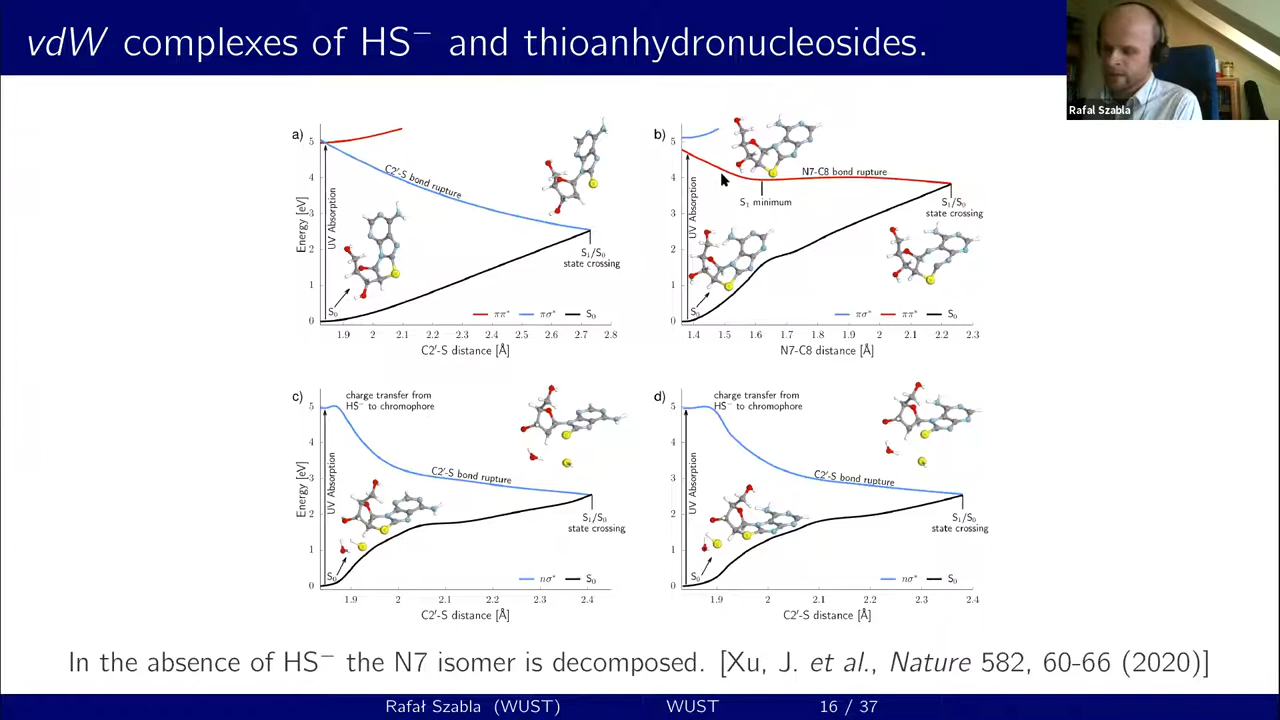 vdW complexes of HS⁻ and thioanhydronucleosides.
Rafał Szabla
a)
5
4
3
2
1
0
Energy [eV]
UV Absorption
C2′-S bond rupture
S₁/S₀
state crossing
S₀
ππ* πσ* S₀
1.9 2 2.1 2.2 2.3 2.4 2.5 2.6 2.7 2.8
C2′-S distance [Å]
b)
5
4
3
2
1
0
UV Absorption
N7-C8 bond rupture
S₁ minimum
S₁/S₀
state crossing
S₀
πσ* ππ* S₀
1.4 1.5 1.6 1.7 1.8 1.9 2 2.1 2.2 2.3
N7-C8 distance [Å]
c)
charge transfer from
HS⁻ to chromophore
5
4
3
2
1
0
Energy [eV]
UV Absorption
C2′-S bond rupture
S₁/S₀
state crossing
S₀
nσ* S₀
1.9 2 2.1 2.2 2.3 2.4
C2′-S distance [Å]
d)
charge transfer from
HS⁻ to chromophore
5
4
3
2
1
0
UV Absorption
C2′-S bond rupture
S₁/S₀
state crossing
S₀
nσ* S₀
1.9 2 2.1 2.2 2.3 2.4
C2′-S distance [Å]
In the absence of HS⁻ the N7 isomer is decomposed. [Xu, J. et al., Nature 582, 60-66 (2020)]
Rafał Szabla (WUST) WUST 16 / 37